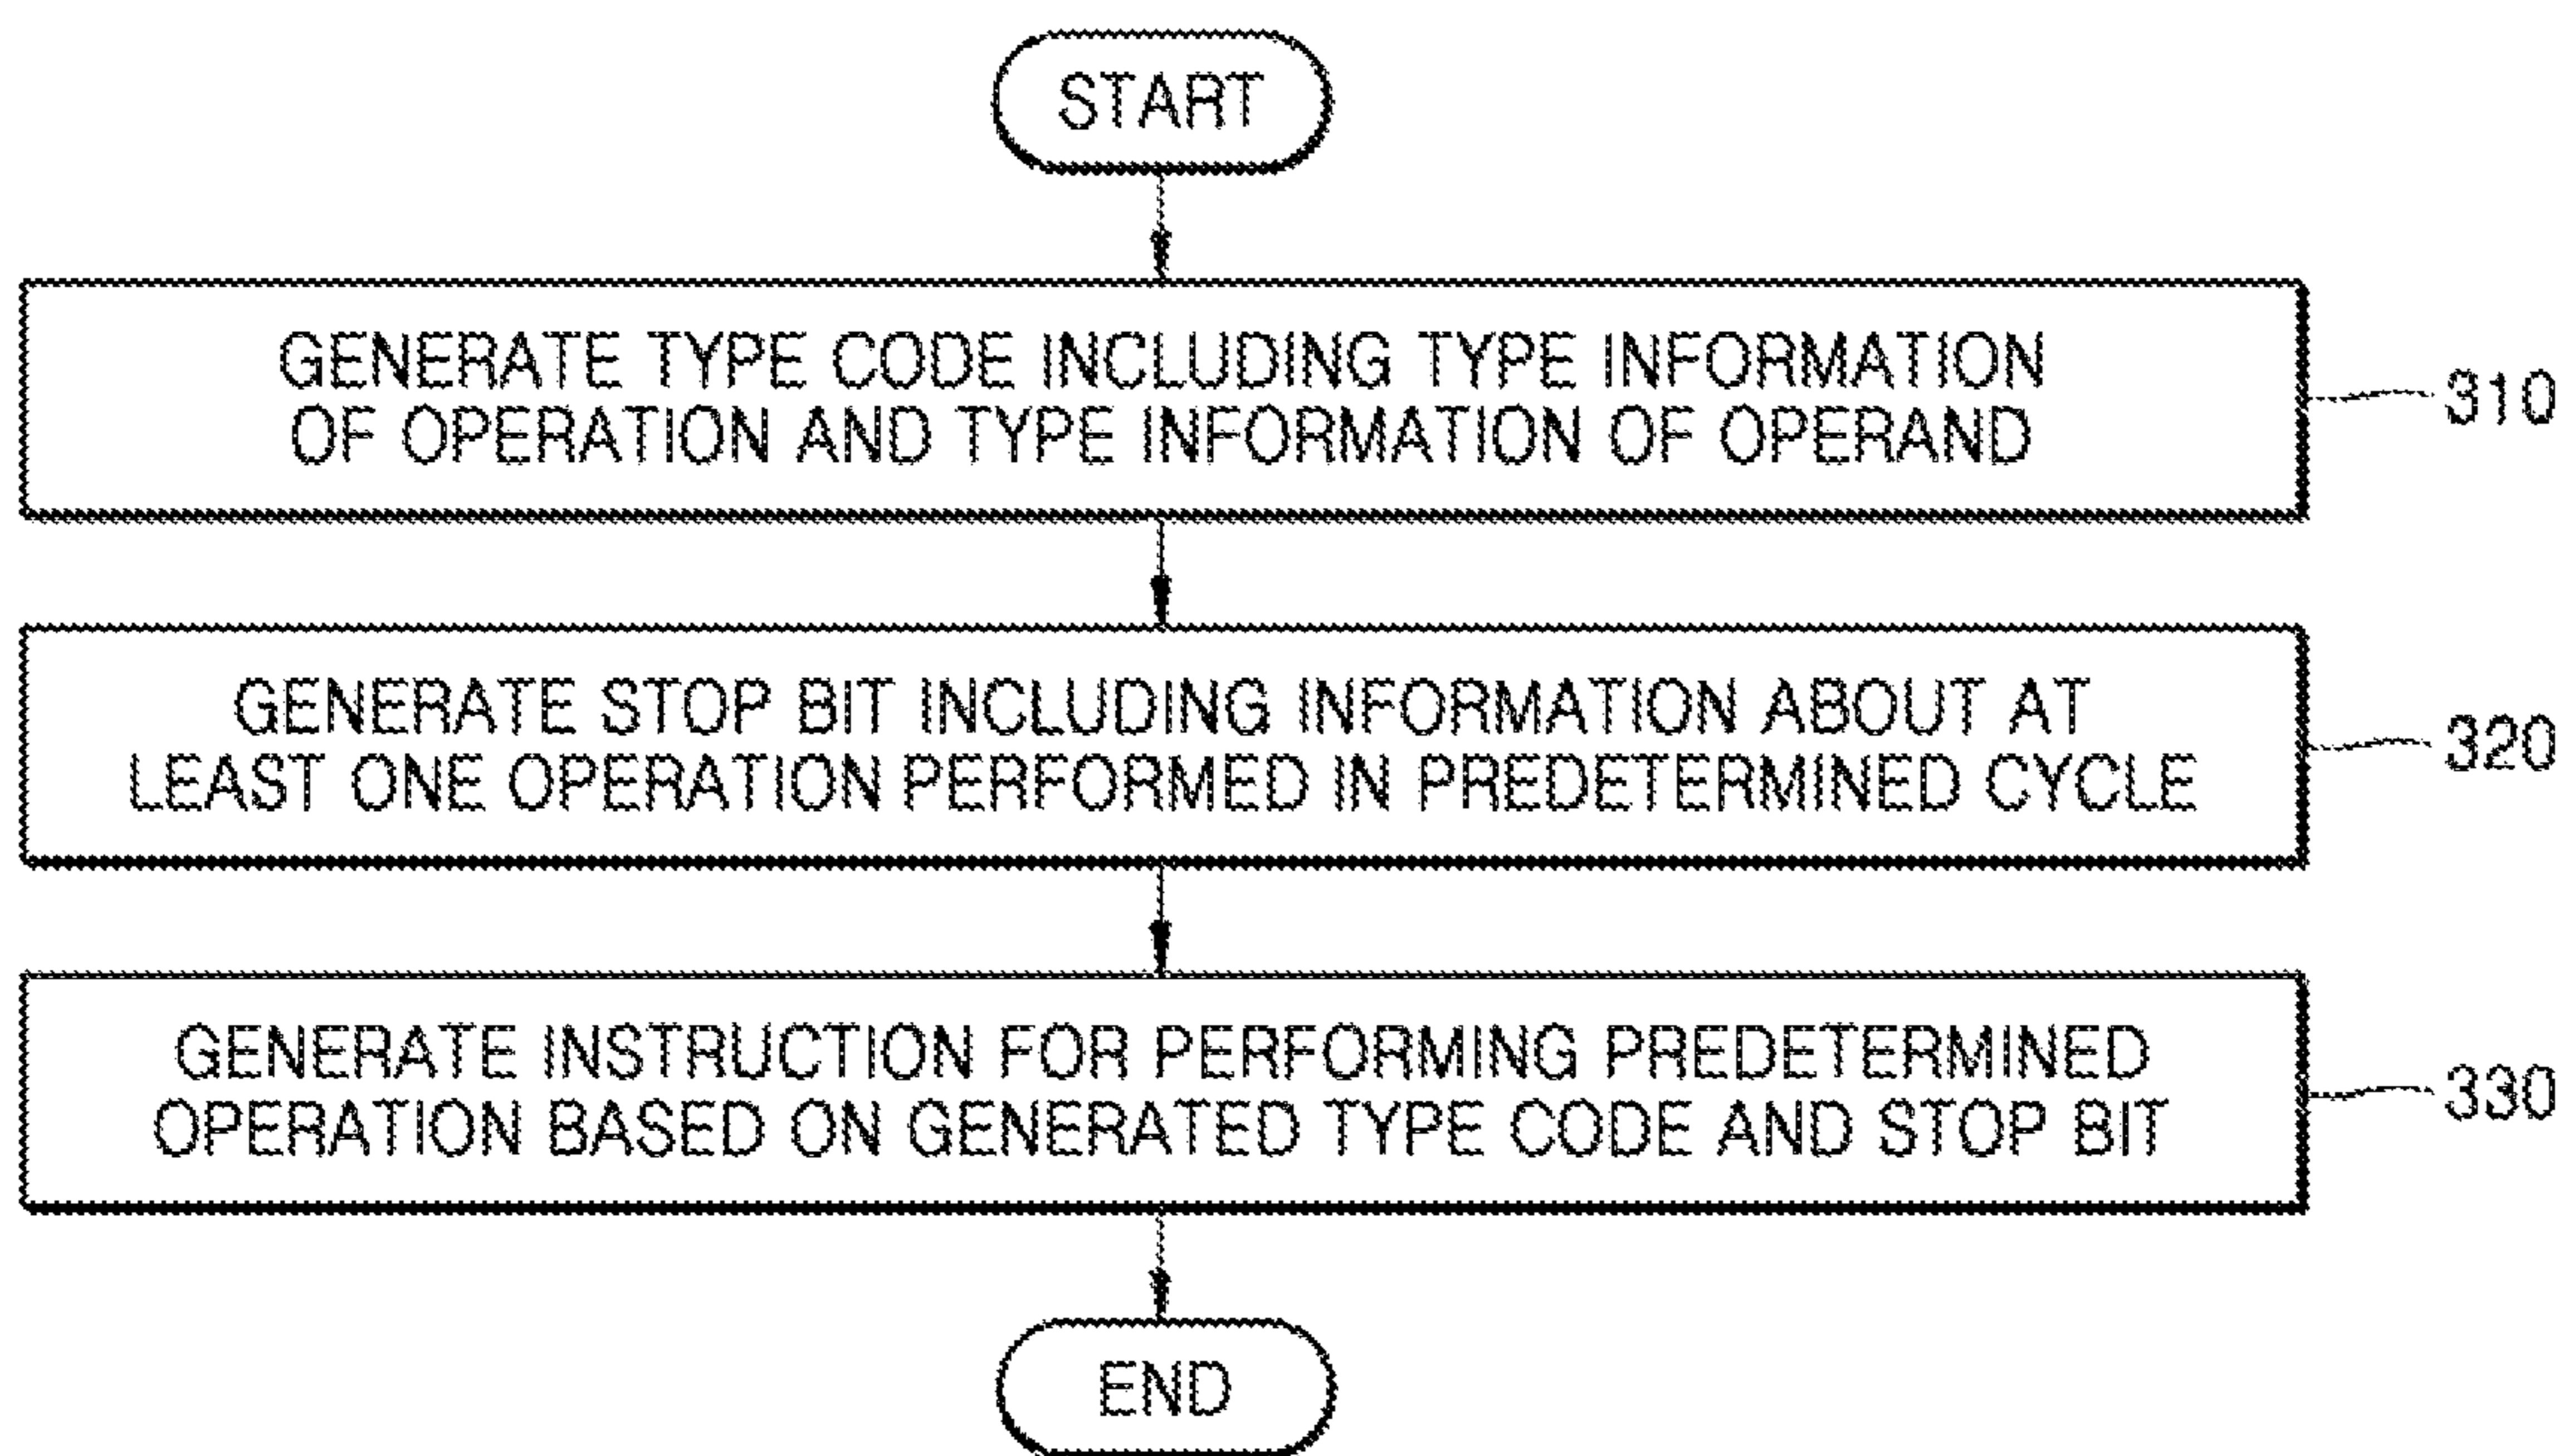 START
GENERATE TYPE CODE INCLUDING TYPE INFORMATION
OF OPERATION AND TYPE INFORMATION OF OPERAND
310
GENERATE STOP BIT INCLUDING INFORMATION ABOUT AT
LEAST ONE OPERATION PERFORMED IN PREDETERMINED CYCLE
320
GENERATE INSTRUCTION FOR PERFORMING PREDETERMINED
OPERATION BASED ON GENERATED TYPE CODE AND STOP BIT
330
END